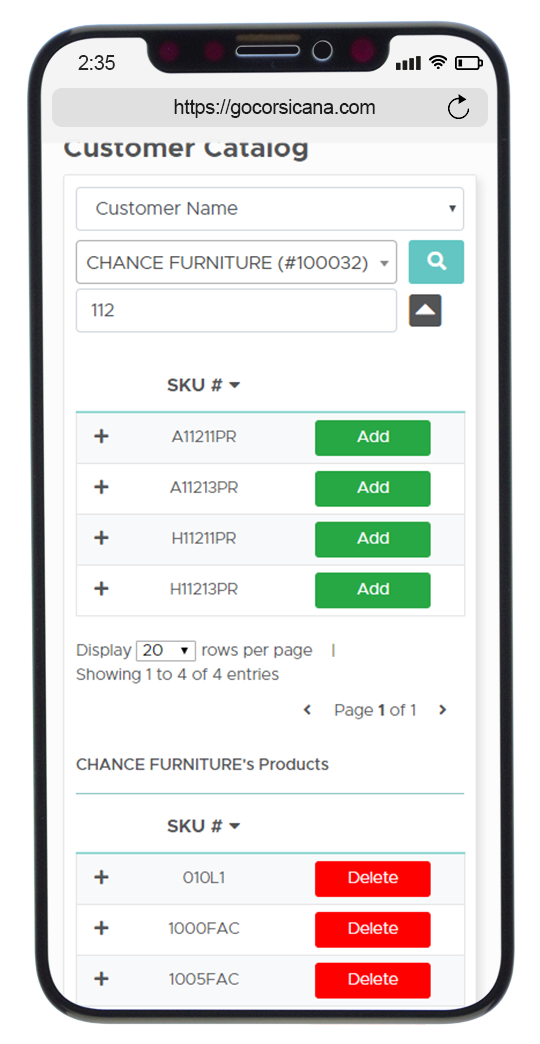 2:35
https://gocorsicana.com
Customer Catalog
Customer Name
CHANCE FURNITURE (#100032)
112
SKU #
A11211PR Add
A11213PR Add
H11211PR Add
H11213PR Add
Display 20 rows per page |
Showing 1 to 4 of 4 entries
Page 1 of 1
CHANCE FURNITURE's Products
SKU #
010L1 Delete
1000FAC Delete
1005FAC Delete